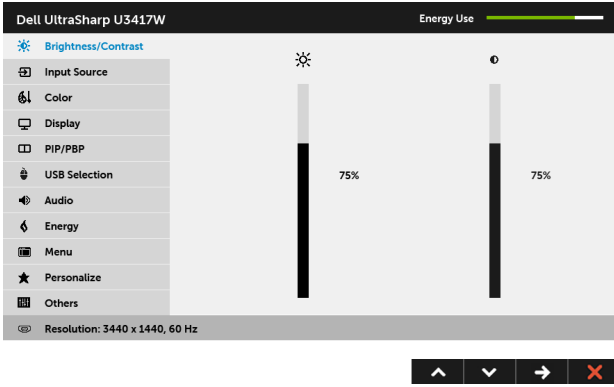 Dell UltraSharp U3417W
Energy Use
Brightness/Contrast
Input Source
Color
Display
PIP/PBP
USB Selection
Audio
Energy
Menu
Personalize
Others
75%
75%
Resolution: 3440 x 1440, 60 Hz